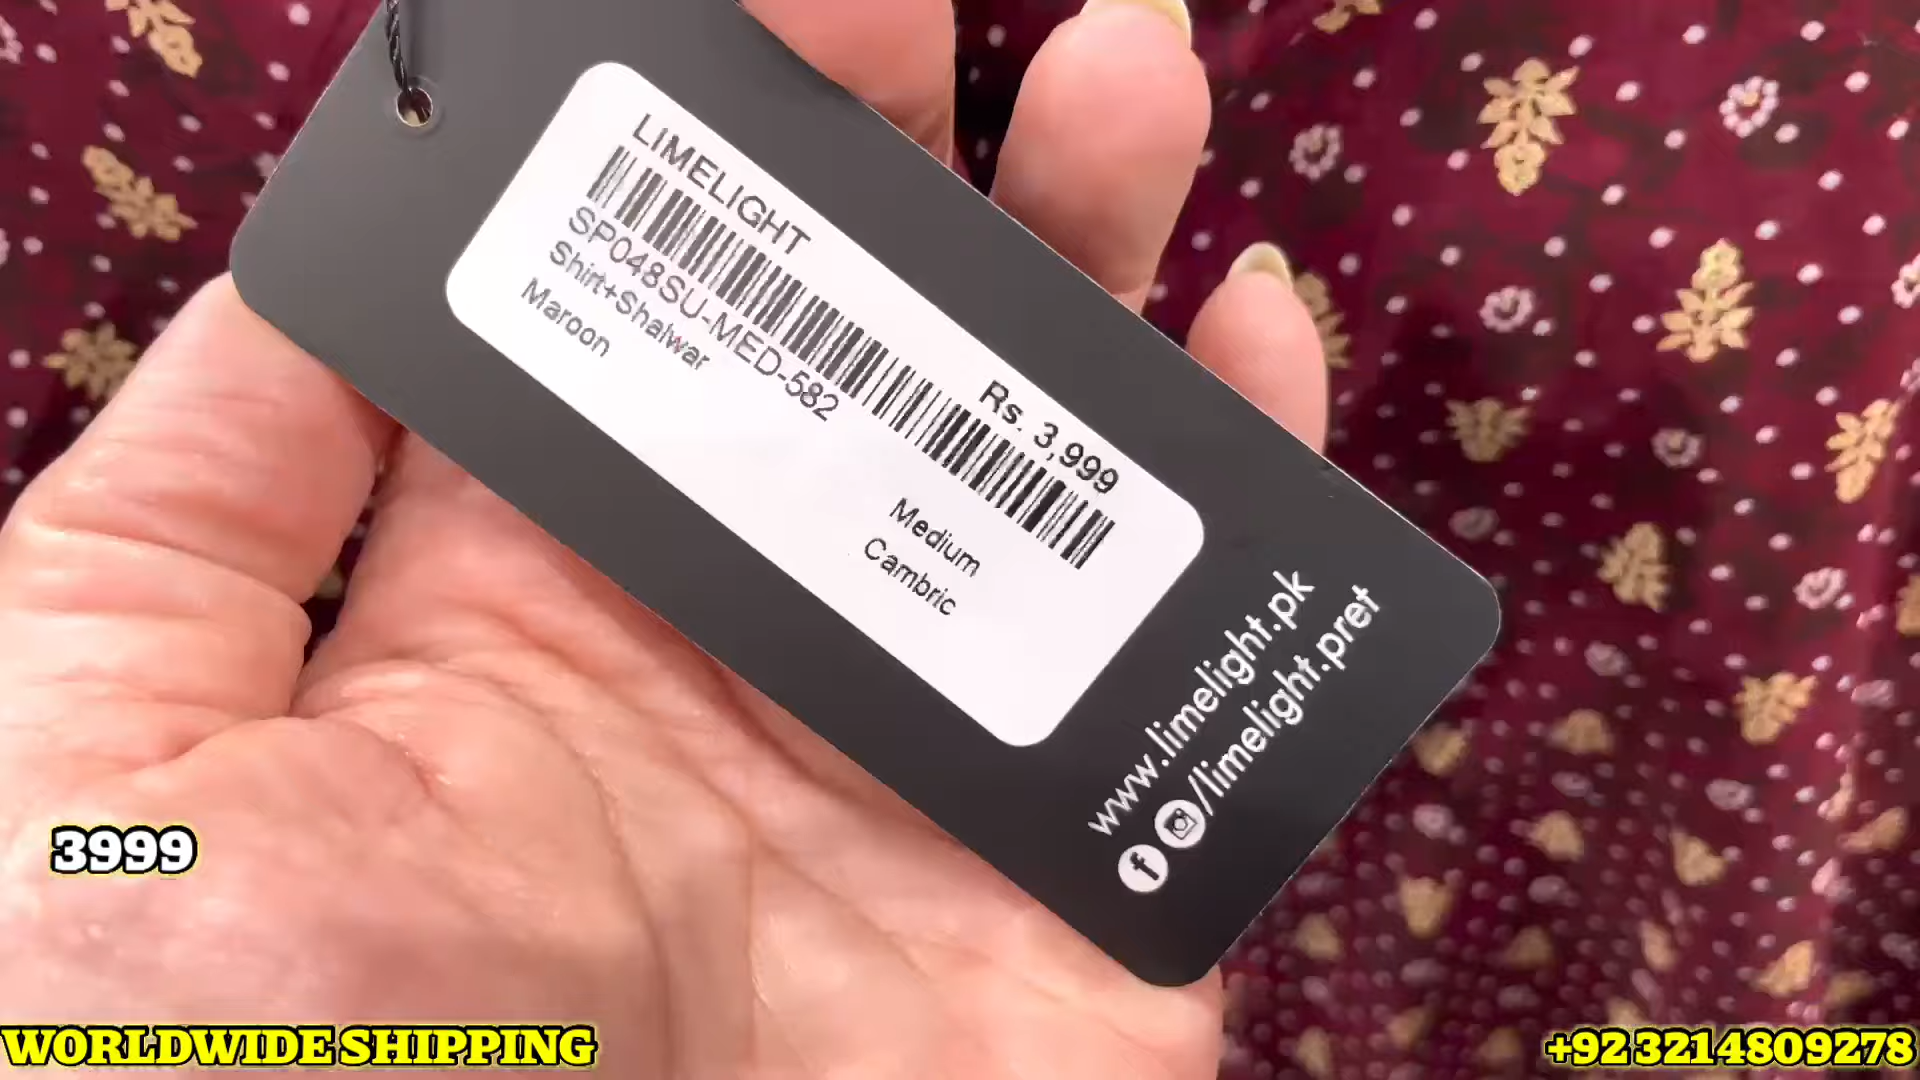 LIMELIGHT
Rs. 3,999
SP048SU-MED-582
Shirt+Shalwar
Medium
Maroon
Cambric
www.limelight.pk
/limelight.pret
3999
WORLDWIDE SHIPPING
+92 3214809278